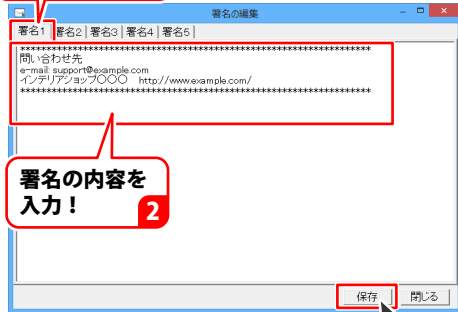 署名の編集
署名1 署名2 署名3 署名4 署名5
**********************************************************************
問い合わせ先
e-mail: support@example.com
インテリアショップ〇〇〇 http://www.example.com/
**********************************************************************
署名の内容を
入力！
2
保存 閉じる